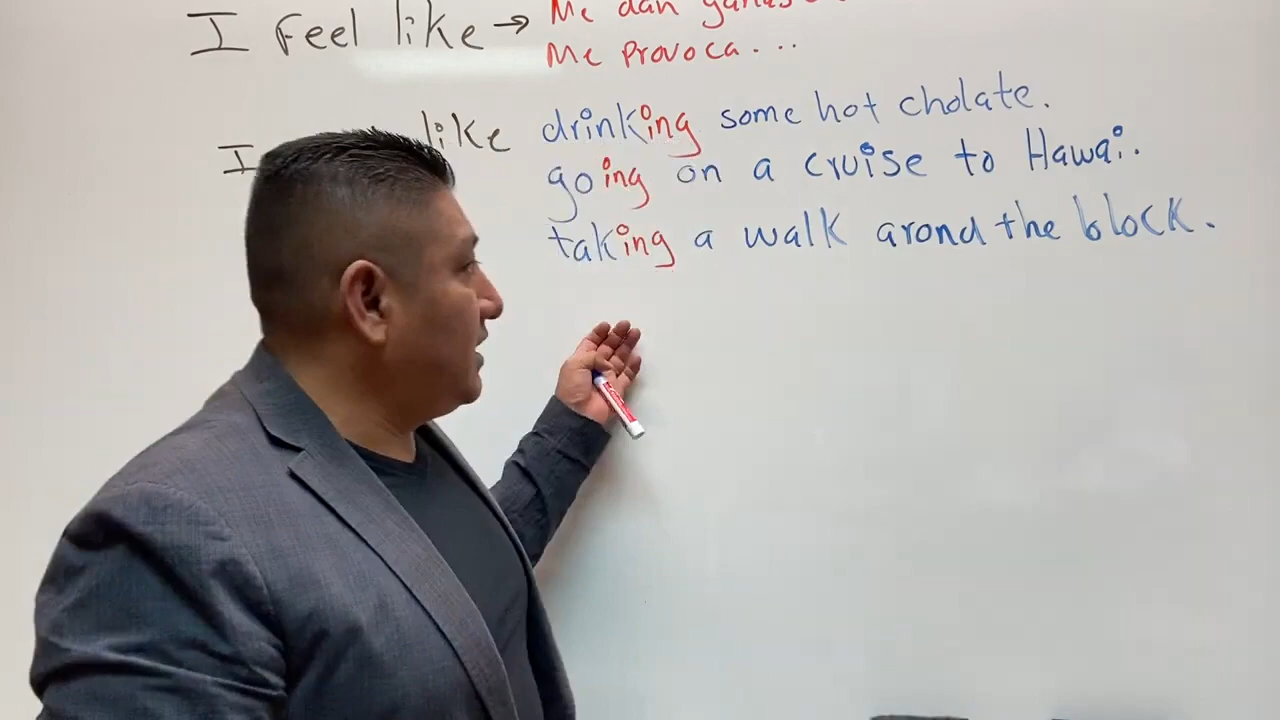 I Feel like → Me dan ganas
Me provoca...
I like drinking some hot cholate.
going on a cruise to Hawai.
taking a walk arond the block.